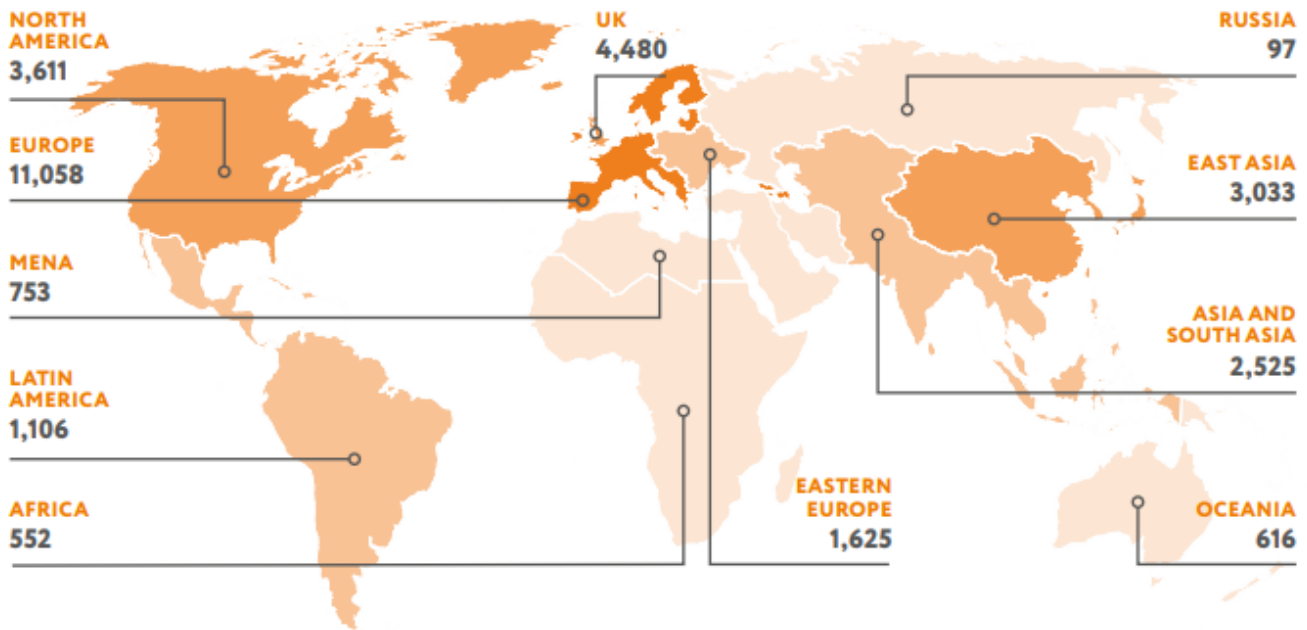 NORTH
AMERICA
3,611
EUROPE
11,058
MENA
753
LATIN
AMERICA
1,106
AFRICA
552
UK
4,480
EASTERN
EUROPE
1,625
RUSSIA
97
EAST ASIA
3,033
ASIA AND
SOUTH ASIA
2,525
OCEANIA
616